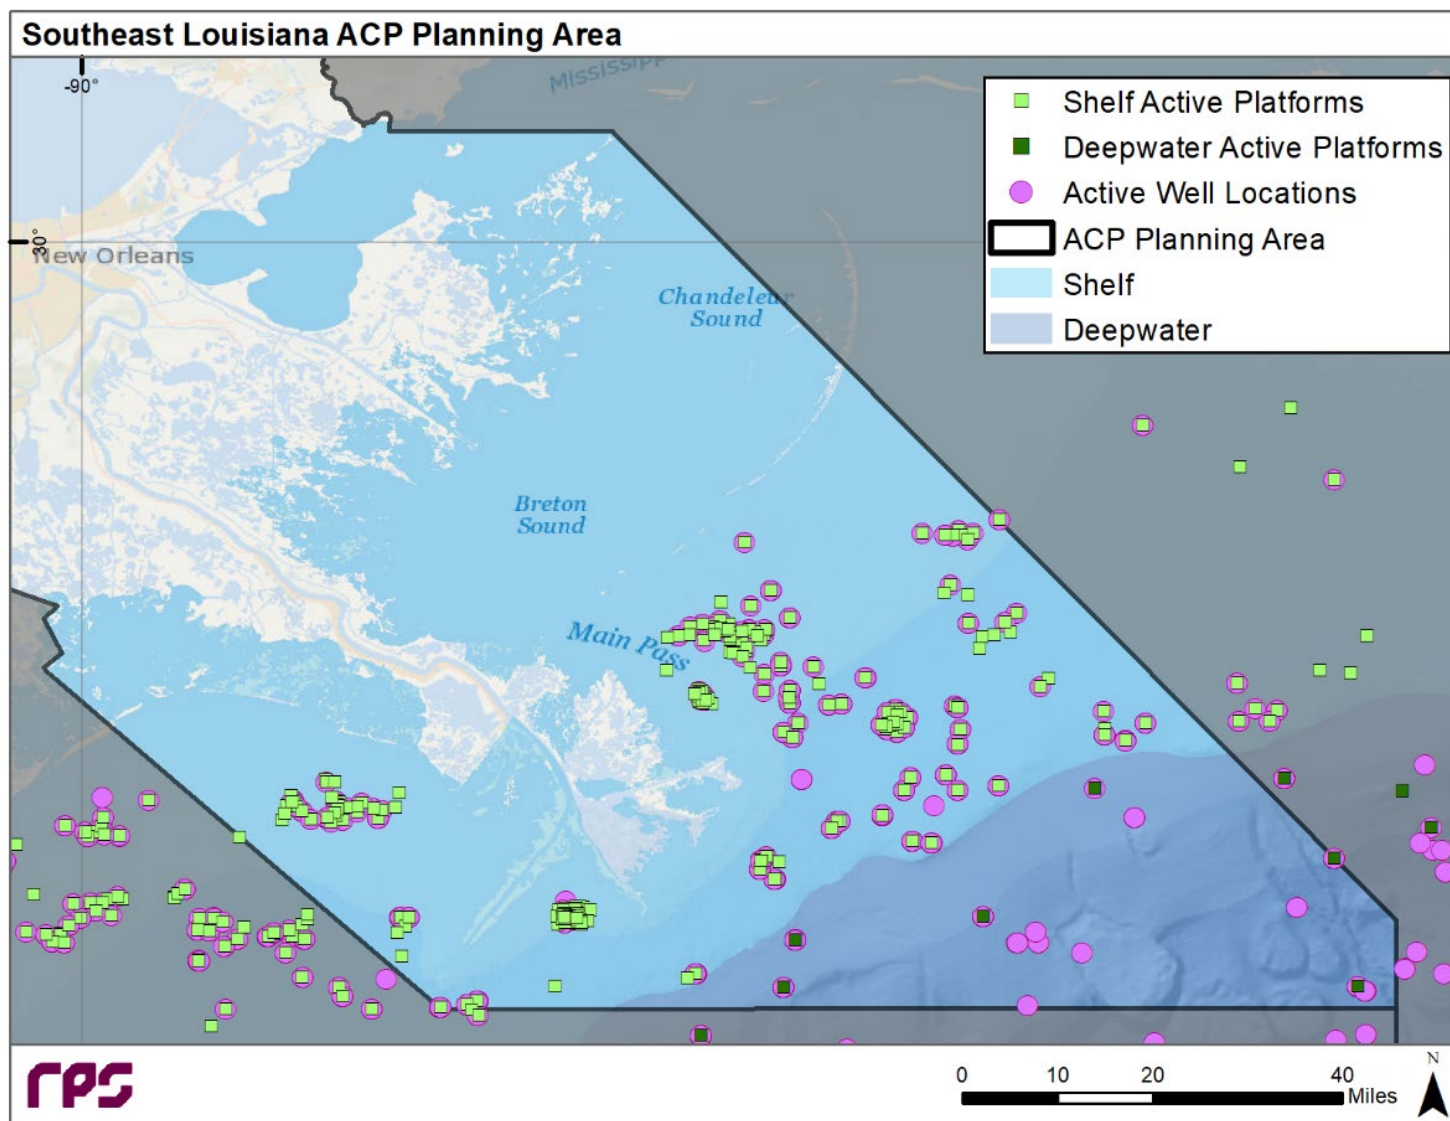 Southeast Louisiana ACP Planning Area
-90°
Mississipp
Shelf Active Platforms
Deepwater Active Platforms
Active Well Locations
ACP Planning Area
Shelf
Deepwater
30°
New Orleans
Chandeleur
Sound
Breton
Sound
Main Pass
rps
0 10 20 40
Miles
N